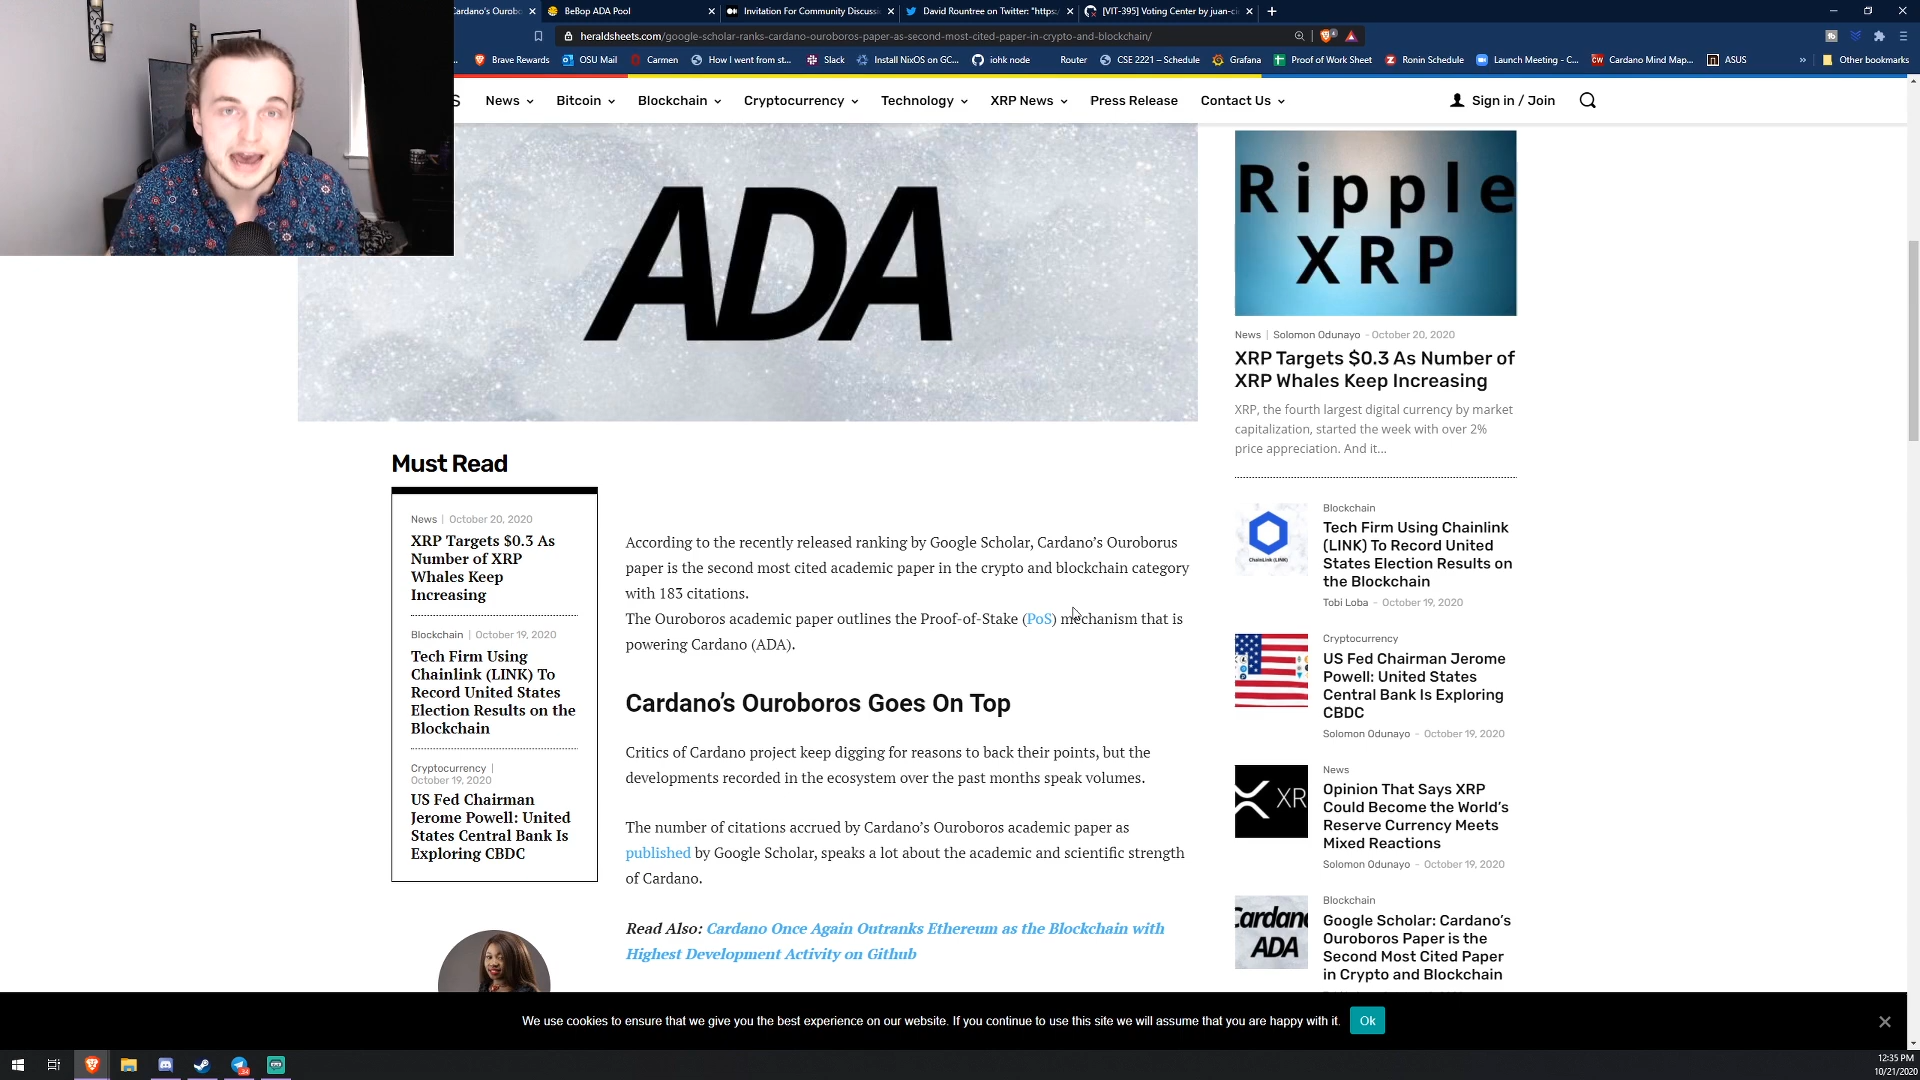 Cardano's Ourobo
BeBop ADA Pool
Invitation For Community Discussi
David Rountree on Twitter: "https:
[VIT-395] Voting Center by juan-ci
heraldsheets.com/google-scholar-ranks-cardano-ouroboros-paper-as-second-most-cited-paper-in-crypto-and-blockchain/
Brave Rewards
OSU Mail
Carmen
How I went from st...
Slack
Install NixOS on GC...
iohk node
Router
CSE 2221 – Schedule
Grafana
Proof of Work Sheet
Ronin Schedule
Launch Meeting - C...
Cardano Mind Map...
ASUS
»
Other bookmarks
S
News
Bitcoin
Blockchain
Cryptocurrency
Technology
XRP News
Press Release
Contact Us
Sign in / Join
ADA
Ripple
XRP
News | Solomon Odunayo - October 20, 2020
XRP Targets $0.3 As Number of
XRP Whales Keep Increasing
XRP, the fourth largest digital currency by market
capitalization, started the week with over 2%
price appreciation. And it...
Must Read
News | October 20, 2020
XRP Targets $0.3 As
Number of XRP
Whales Keep
Increasing
Blockchain | October 19, 2020
Tech Firm Using
Chainlink (LINK) To
Record United States
Election Results on the
Blockchain
Cryptocurrency |
October 19, 2020
US Fed Chairman
Jerome Powell: United
States Central Bank Is
Exploring CBDC
According to the recently released ranking by Google Scholar, Cardano's Ouroborus
paper is the second most cited academic paper in the crypto and blockchain category
with 183 citations.
The Ouroboros academic paper outlines the Proof-of-Stake (PoS) mechanism that is
powering Cardano (ADA).
Cardano's Ouroboros Goes On Top
Critics of Cardano project keep digging for reasons to back their points, but the
developments recorded in the ecosystem over the past months speak volumes.
The number of citations accrued by Cardano's Ouroboros academic paper as
published by Google Scholar, speaks a lot about the academic and scientific strength
of Cardano.
Read Also: Cardano Once Again Outranks Ethereum as the Blockchain with
Highest Development Activity on Github
ChainLink (LINK)
Blockchain
Tech Firm Using Chainlink
(LINK) To Record United
States Election Results on
the Blockchain
Tobi Loba - October 19, 2020
Cryptocurrency
US Fed Chairman Jerome
Powell: United States
Central Bank Is Exploring
CBDC
Solomon Odunayo - October 19, 2020
XR
News
Opinion That Says XRP
Could Become the World's
Reserve Currency Meets
Mixed Reactions
Solomon Odunayo - October 19, 2020
Cardano
ADA
Blockchain
Google Scholar: Cardano's
Ouroboros Paper is the
Second Most Cited Paper
in Crypto and Blockchain
We use cookies to ensure that we give you the best experience on our website. If you continue to use this site we will assume that you are happy with it.
Ok
12:35 PM
10/21/2020